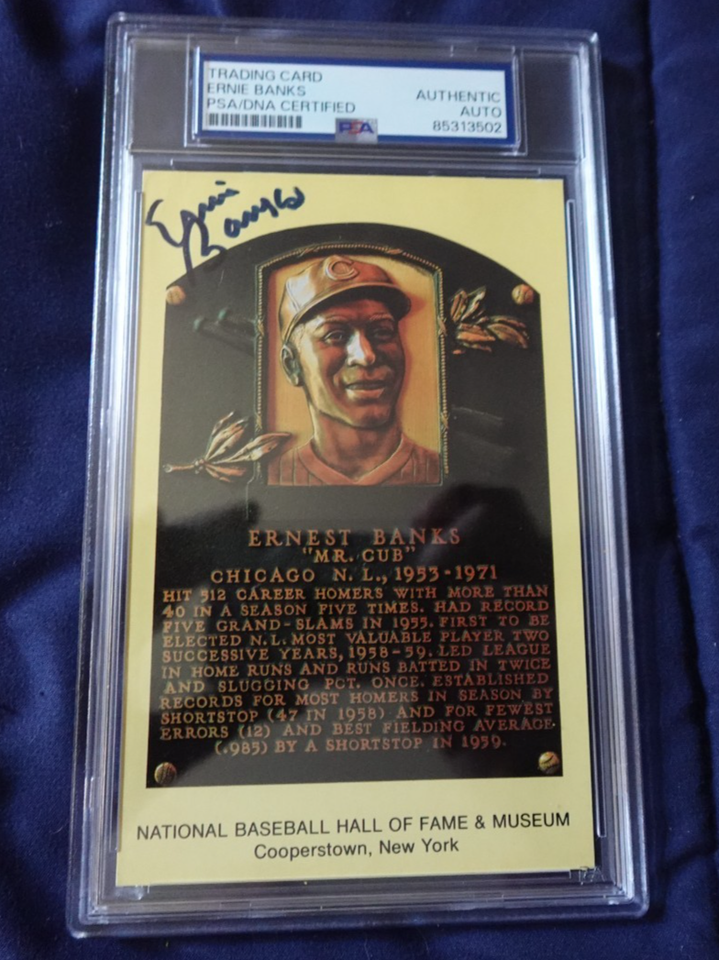 TRADING CARD
ERNIE BANKS
PSA/DNA CERTIFIED
AUTHENTIC
AUTO
85313502
PSA
Ernie
Banks
C
ERNEST BANKS
"MR. CUB"
CHICAGO N. L., 1953-1971
HIT 512 CAREER HOMERS WITH MORE THAN
40 IN A SEASON FIVE TIMES. HAD RECORD
FIVE GRAND-SLAMS IN 1955. FIRST TO BE
ELECTED N.L. MOST VALUABLE PLAYER TWO
SUCCESSIVE YEARS, 1958-59. LED LEAGUE
IN HOME RUNS AND RUNS BATTED IN TWICE
AND SLUGGING PCT. ONCE. ESTABLISHED
RECORDS FOR MOST HOMERS IN SEASON BY
SHORTSTOP (47 IN 1958) AND FOR FEWEST
ERRORS (12) AND BEST FIELDING AVERAGE
(.985) BY A SHORTSTOP IN 1959.
NATIONAL BASEBALL HALL OF FAME & MUSEUM
Cooperstown, New York
PSA